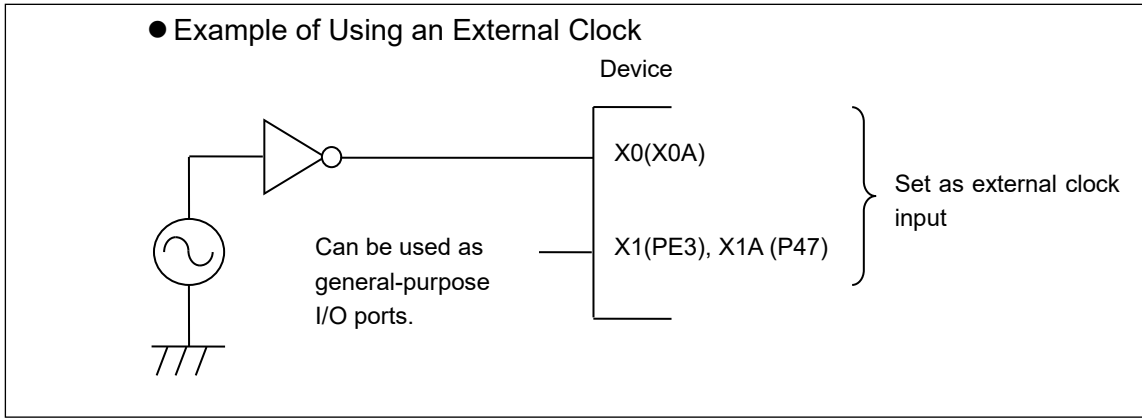 ● Example of Using an External Clock
Device
X0(X0A)
Set as external clock
input
Can be used as
general-purpose
I/O ports.
X1(PE3), X1A (P47)